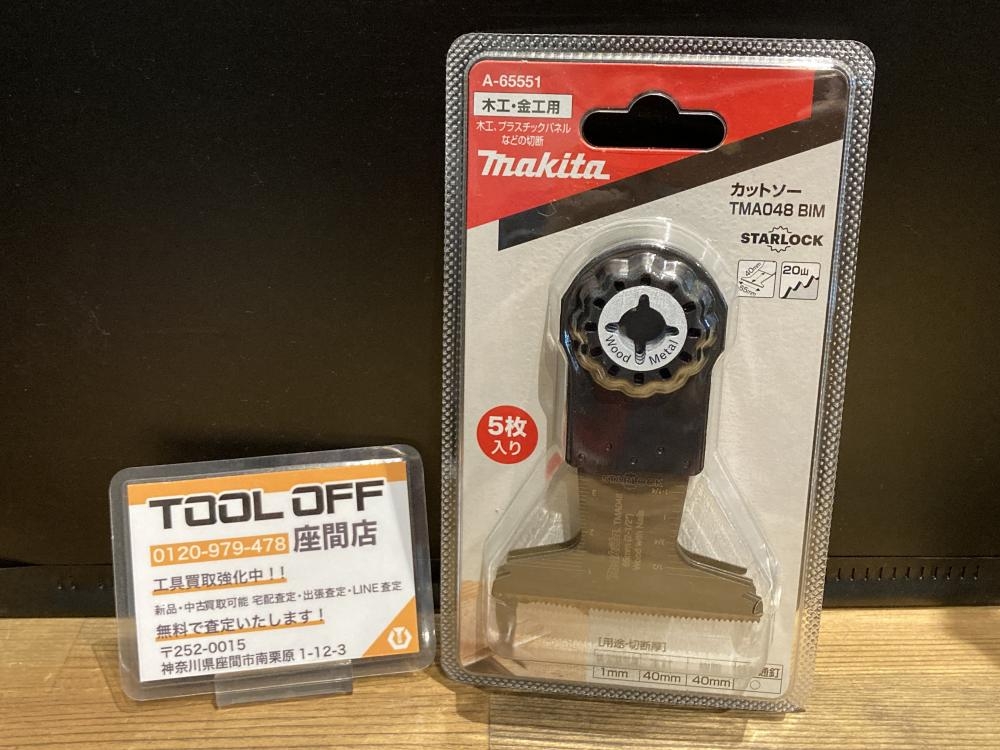 A-65551
木工・金工用
木工、プラスチックパネル
などの切断
makita
カットソー
TMA048 BIM
STARLOCK
40mm
65mm
20山
Wood Metal
5枚
入り
TMA048
[用途・切断厚]
1mm 40mm 40mm
TOOL OFF
0120-979-478 座間店
工具買取強化中！！
新品・中古買取可能 宅配査定・出張査定・LINE査定
無料で査定いたします！
〒252-0015
神奈川県座間市南栗原 1-12-3